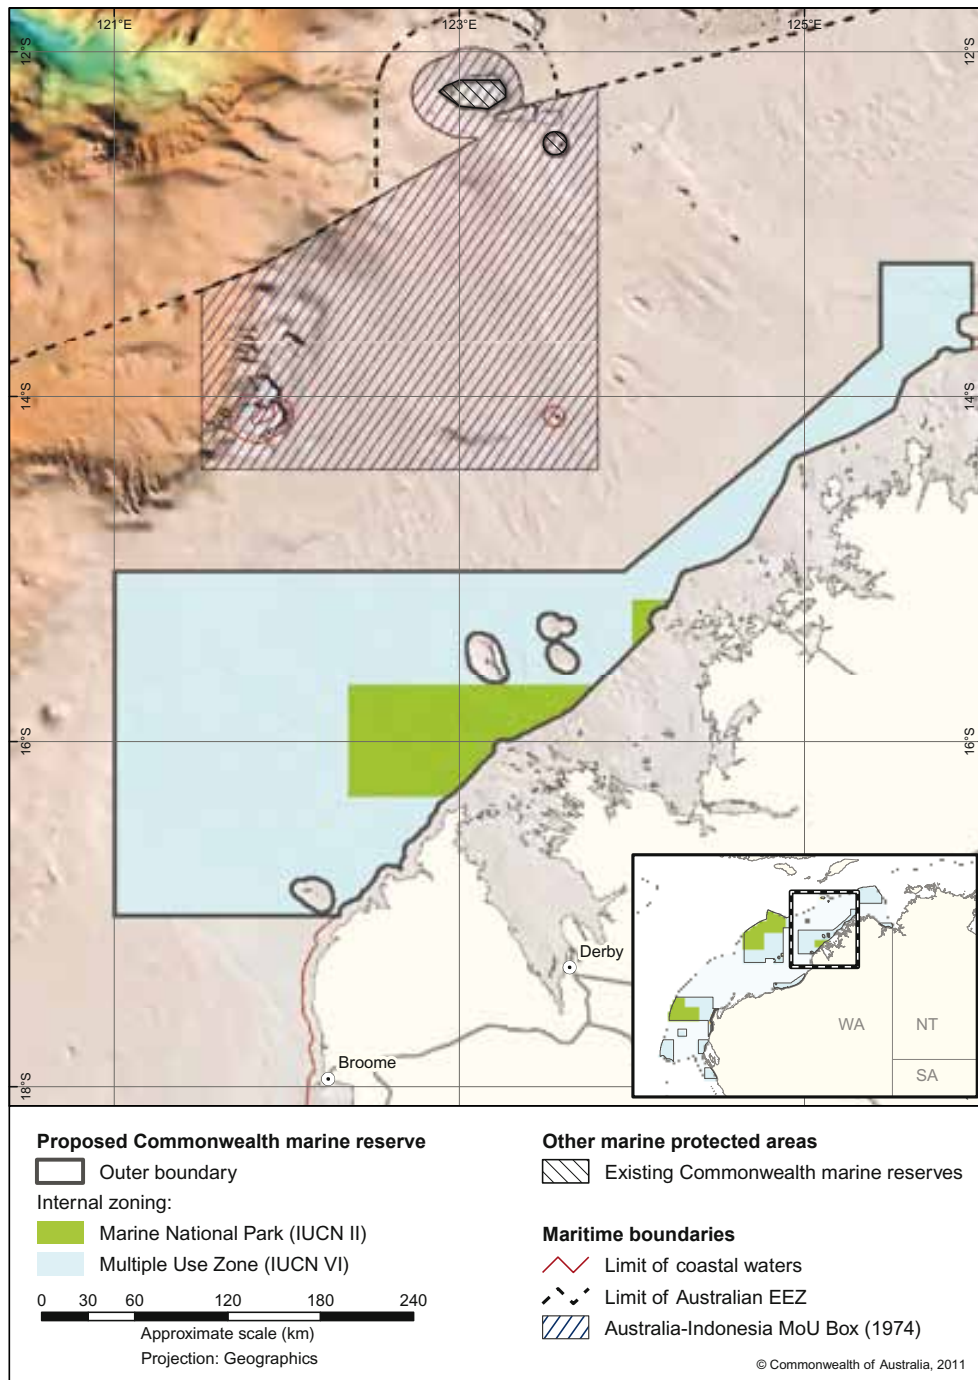 121°E
123°E
125°E
12°S
12°S
14°S
14°S
16°S
16°S
18°S
Derby
Broome
WA
NT
SA
Proposed Commonwealth marine reserve
Outer boundary
Internal zoning:
Marine National Park (IUCN II)
Multiple Use Zone (IUCN VI)
0 30 60 120 180 240
Approximate scale (km)
Projection: Geographics
Other marine protected areas
Existing Commonwealth marine reserves
Maritime boundaries
Limit of coastal waters
Limit of Australian EEZ
Australia-Indonesia MoU Box (1974)
© Commonwealth of Australia, 2011